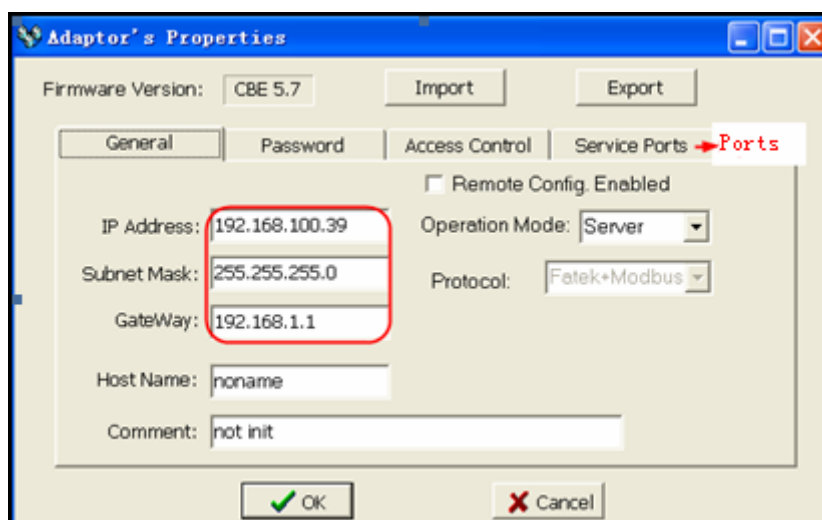 Adaptor's Properties
Firmware Version: CBE 5.7 Import Export
General Password Access Control Service Ports Ports
Remote Config. Enabled
IP Address: 192.168.100.39 Operation Mode: Server
Subnet Mask: 255.255.255.0 Protocol: Fatek+Modbus
GateWay: 192.168.1.1
Host Name: noname
Comment: not init
OK Cancel